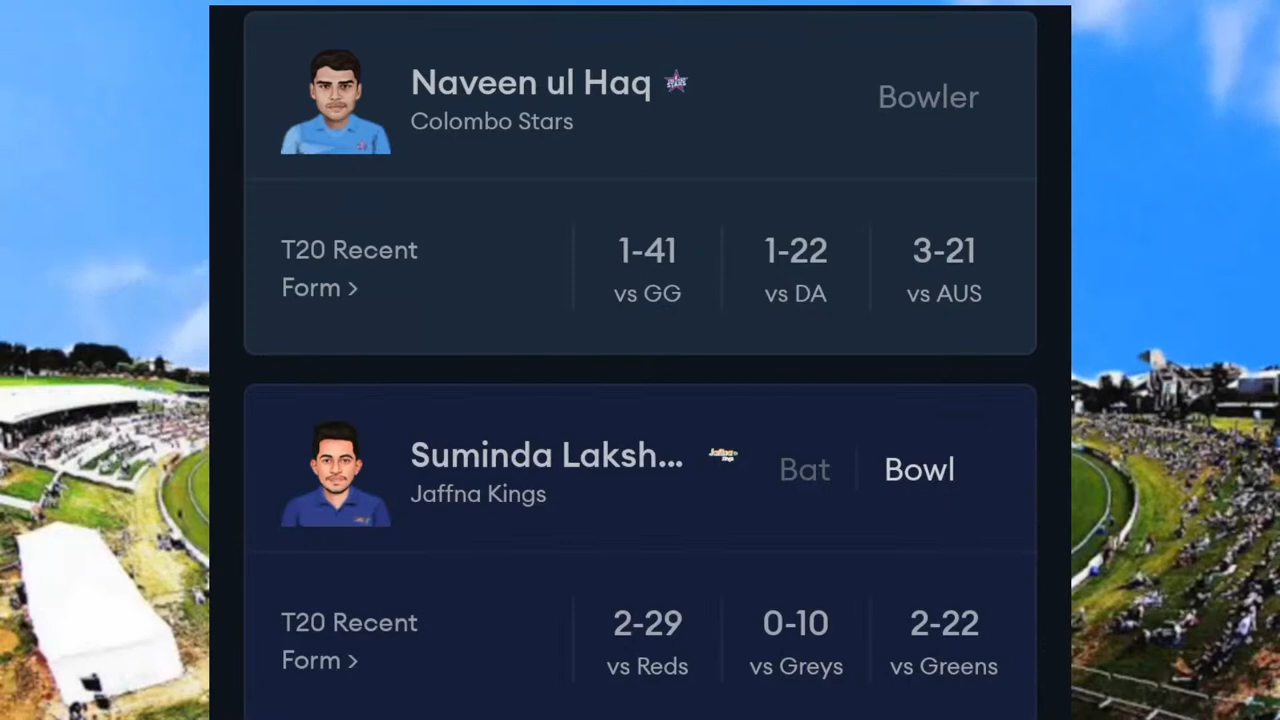 Naveen ul Haq
Colombo Stars
Bowler
T20 Recent
Form >
1-41
1-22
3-21
vs GG
vs DA
vs AUS
Suminda Laksh...
Jaffna Kings
Bat
Bowl
T20 Recent
Form >
2-29
0-10
2-22
vs Reds
vs Greys
vs Greens